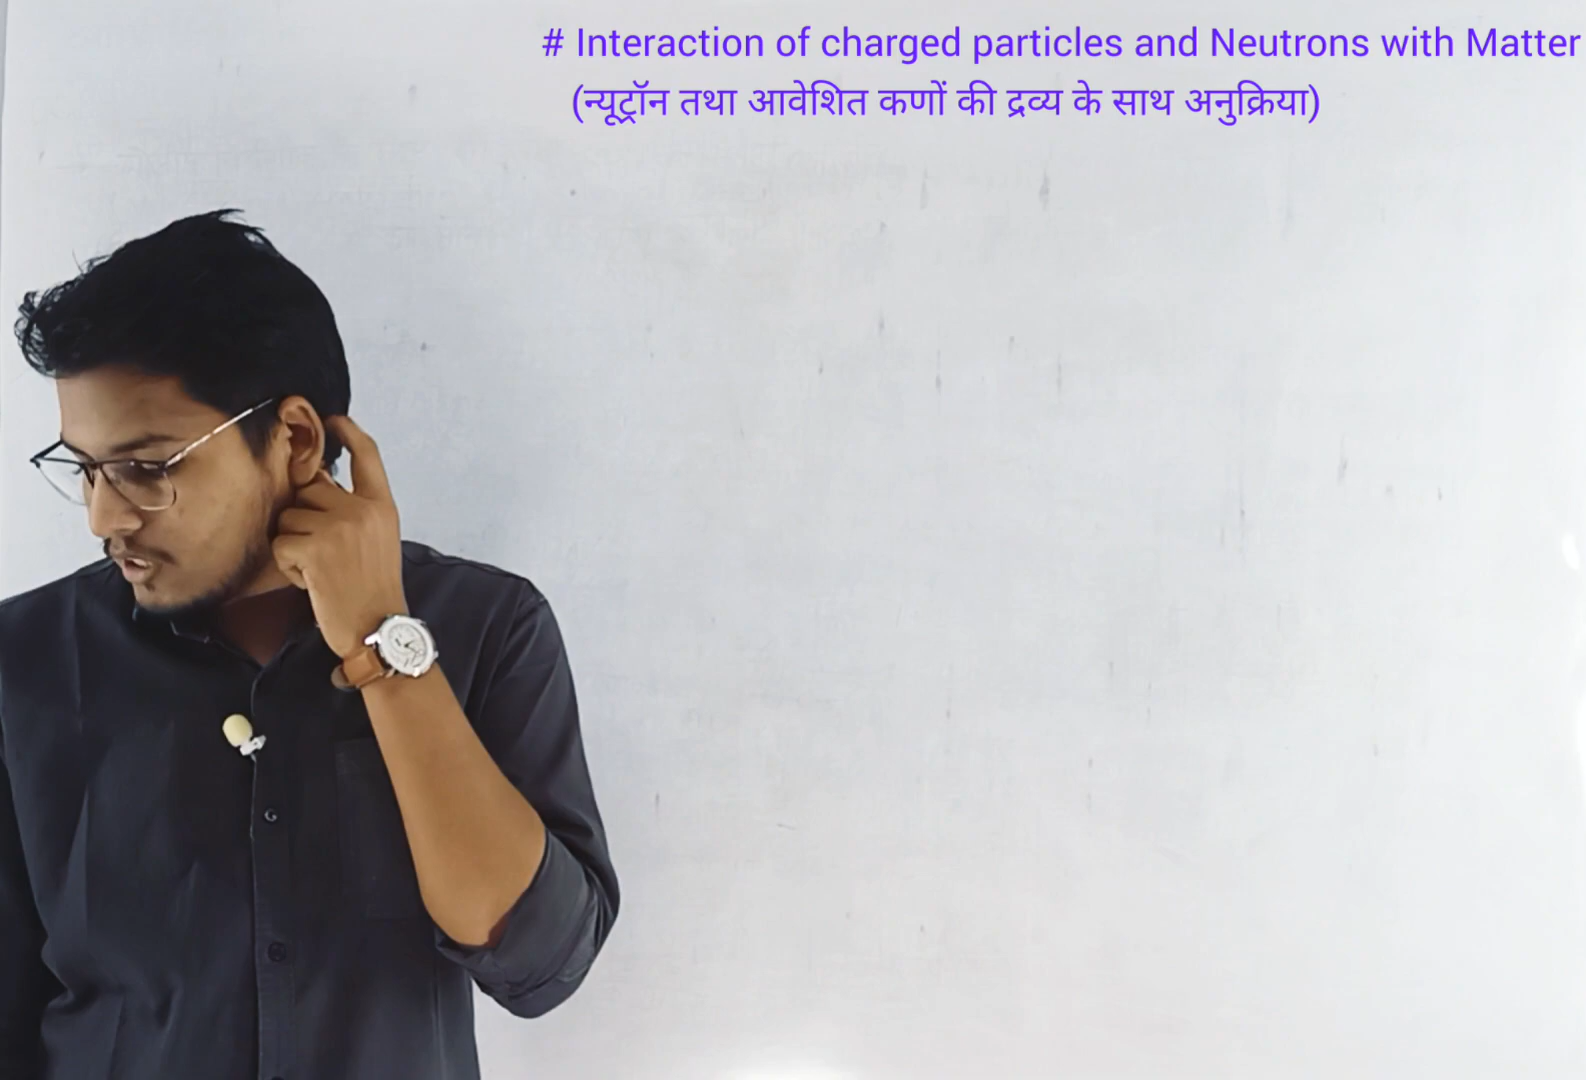 # Interaction of charged particles and Neutrons with Matter
(न्यूट्रॉन तथा आवेशित कणों की द्रव्य के साथ अनुक्रिया)